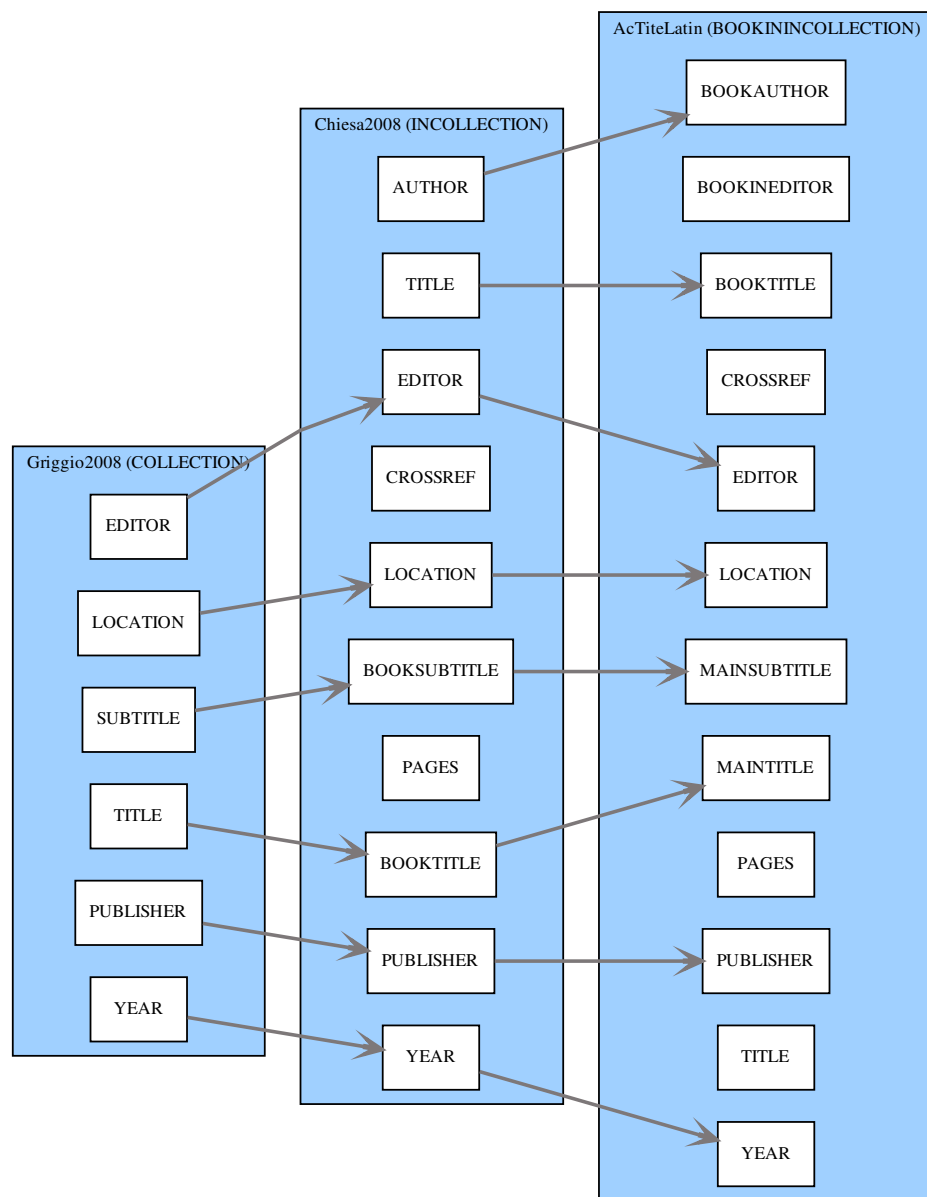 Griggio2008 (COLLECTION)
EDITOR
LOCATION
SUBTITLE
TITLE
PUBLISHER
YEAR
Chiesa2008 (INCOLLECTION)
AUTHOR
TITLE
EDITOR
CROSSREF
LOCATION
BOOKSUBTITLE
PAGES
BOOKTITLE
PUBLISHER
YEAR
AcTiteLatin (BOOKININCOLLECTION)
BOOKAUTHOR
BOOKINEDITOR
BOOKTITLE
CROSSREF
EDITOR
LOCATION
MAINSUBTITLE
MAINTITLE
PAGES
PUBLISHER
TITLE
YEAR